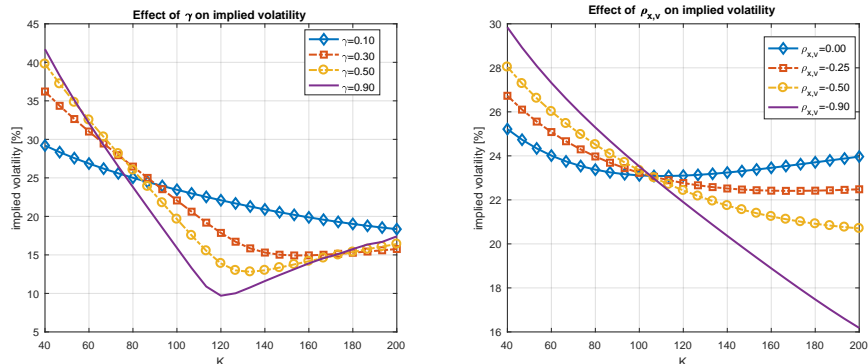 Effect of γ on implied volatility
implied volatility [%]
45
40
35
30
25
20
15
10
5
40 60 80 100 120 140 160 180 200
K
γ=0.10
γ=0.30
γ=0.50
γ=0.90
Effect of ρx,v on implied volatility
implied volatility [%]
30
28
26
24
22
20
18
16
40 60 80 100 120 140 160 180 200
K
ρx,v=0.00
ρx,v=-0.25
ρx,v=-0.50
ρx,v=-0.90